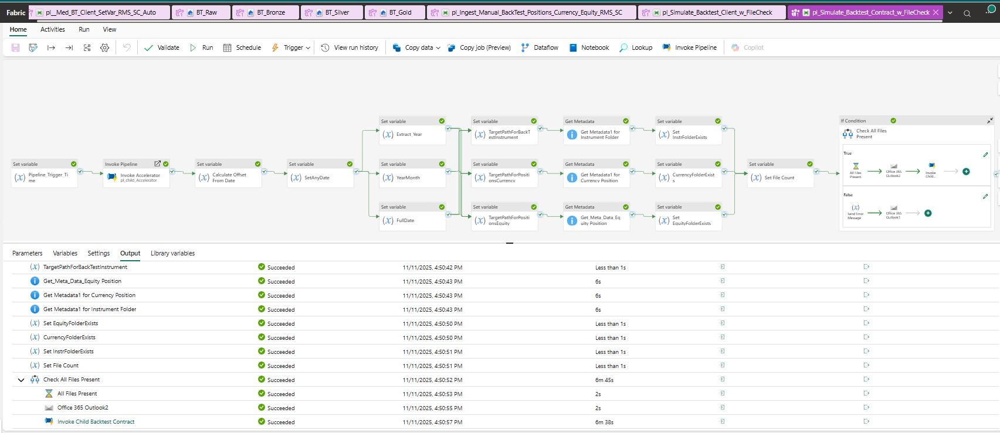 Fabric
pl__Med_BT_Client_SetVar_RMS_SC_Auto
BT_Raw
BT_Bronze
BT_Silver
BT_Gold
pl_Ingest_Manual_BackTest_Positions_Currency_Equity_RMS_SC
pl_Simulate_Backtest_Client_w_FileCheck
pl_Simulate_Backtest_Contract_w_FileCheck
Home Activities Run View
Validate Run Schedule Trigger View run history Copy data Copy job (Preview) Dataflow Notebook Lookup Invoke Pipeline Copilot
Set variable
Pipeline_Trigger_Ti
me
Invoke Pipeline
Invoke Accelerator
pl_child_Accelerator
Set variable
Calculate Offset
From Date
Set variable
SetAnyDate
Set variable
Extract_Year
Set variable
YearMonth
Set variable
FullDate
Set variable
TargetPathForBackT
estInstrument
Set variable
TargetPathForPositi
onsCurrency
Set variable
TargetPathForPositi
onsEquity
Get Metadata
Get Metadata1 for
Instrument Folder
Get Metadata
Get Metadata1 for
Currency Position
Get Metadata
Get_Meta_Data_Eq
uity Position
Set variable
Set
InstrFolderExists
Set variable
CurrencyFolderExist
s
Set variable
Set
EquityFolderExists
Set variable
Set File Count
If Condition
Check All Files
Present
True
All Files
Present
Office 365
Outlook2
Invoke
Child...
False
Send Error
Message
Office 365
Outlook1
Parameters Variables Settings Output Library variables
TargetPathForBackTestInstrument Succeeded 11/11/2025, 4:50:42 PM Less than 1s
Get_Meta_Data_Equity Position Succeeded 11/11/2025, 4:50:43 PM 6s
Get Metadata1 for Currency Position Succeeded 11/11/2025, 4:50:43 PM 6s
Get Metadata1 for Instrument Folder Succeeded 11/11/2025, 4:50:43 PM 6s
Set EquityFolderExists Succeeded 11/11/2025, 4:50:50 PM Less than 1s
CurrencyFolderExists Succeeded 11/11/2025, 4:50:50 PM Less than 1s
Set InstrFolderExists Succeeded 11/11/2025, 4:50:51 PM Less than 1s
Set File Count Succeeded 11/11/2025, 4:50:51 PM Less than 1s
Check All Files Present Succeeded 11/11/2025, 4:50:52 PM 6m 45s
All Files Present Succeeded 11/11/2025, 4:50:53 PM 2s
Office 365 Outlook2 Succeeded 11/11/2025, 4:50:55 PM 2s
Invoke Child Backtest Contract Succeeded 11/11/2025, 4:50:57 PM 6m 38s